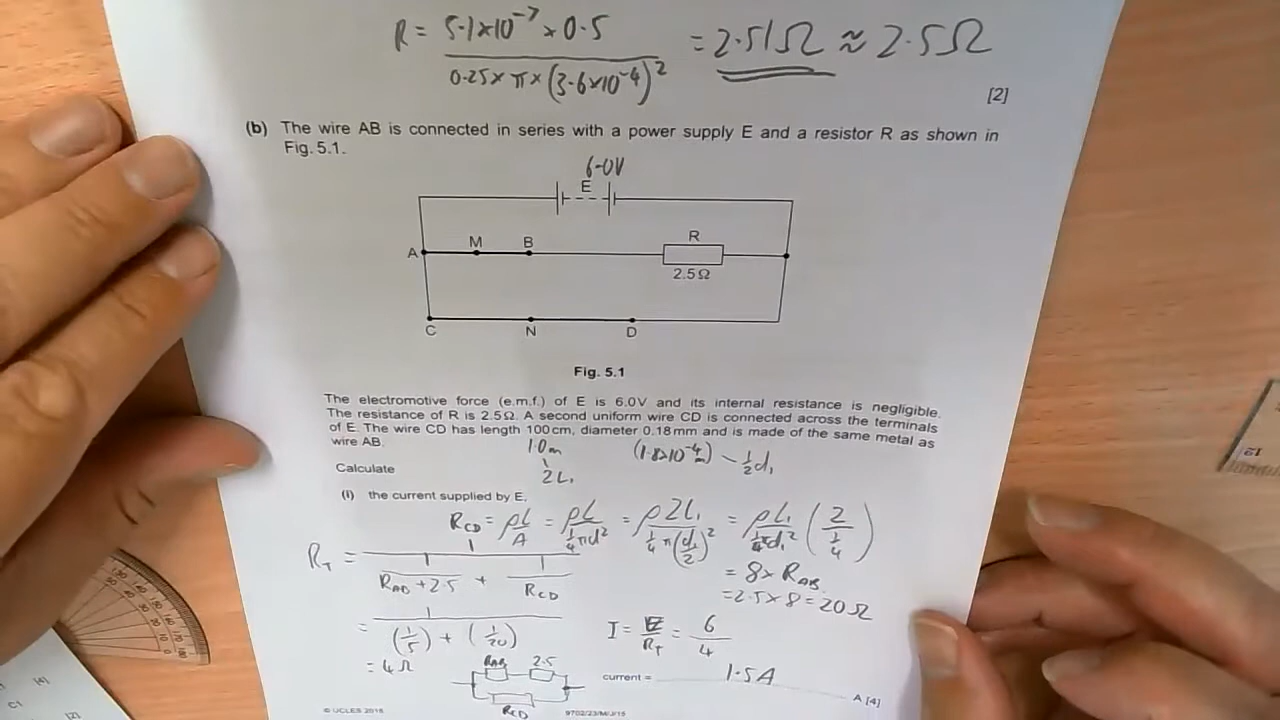 R = 5.1×10⁻⁷ × 0.5 / 0.25 × π × (3.6×10⁻⁴)² = 2.51Ω ≈ 2.5Ω
[2]
(b) The wire AB is connected in series with a power supply E and a resistor R as shown in
Fig. 5.1.
6.0V
E
A
M
B
R
2.5Ω
C
N
D
Fig. 5.1
The electromotive force (e.m.f.) of E is 6.0V and its internal resistance is negligible.
The resistance of R is 2.5Ω. A second uniform wire CD is connected across the terminals
of E. The wire CD has length 100cm, diameter 0.18mm and is made of the same metal as
wire AB.
1.0m
(1.8×10⁻⁴m) ~ ½d₁
2L₁
Calculate
(i) the current supplied by E,
R_CD = ρL/A = ρL / ¼πd² = ρ2L₁ / ¼π(d₁/2)² = ρL₁ / ¼πd₁² (2 / ¼)
R_T = 1 / (1 / R_AB + 2.5 + 1 / R_CD)
= 8 × R_AB
= 2.5 × 8 = 20Ω
= 1 / (1/5) + (1/20)
I = E / R_T = 6 / 4
= 4Ω
R_AB
2.5
R_CD
current = 1.5A
A [4]
© UCLES 2015
9702/23/M/J/15
12
[4]
C1
[2]